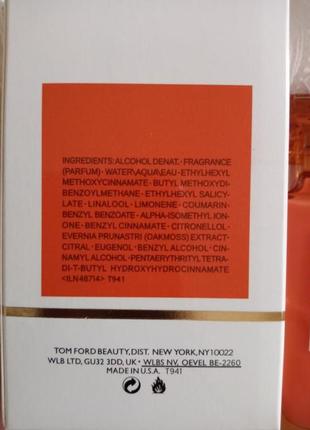 INGREDIENTS: ALCOHOL DENAT. · FRAGRANCE
(PARFUM) · WATER\AQUA\EAU · ETHYLHEXYL
METHOXYCINNAMATE · BUTYL METHOXYDI-
BENZOYLMETHANE · ETHYLHEXYL SALICY-
LATE · LINALOOL · LIMONENE · COUMARIN·
BENZYL BENZOATE · ALPHA-ISOMETHYL ION-
ONE · BENZYL CINNAMATE · CITRONELLOL ·
EVERNIA PRUNASTRI (OAKMOSS) EXTRACT·
CITRAL · EUGENOL · BENZYL ALCOHOL · CIN-
NAMYL ALCOHOL · PENTAERYTHRITYL TETRA-
DI-T-BUTYL HYDROXYHYDROCINNAMATE
<ILN48714> T941
TOM FORD BEAUTY, DIST. NEW YORK, NY10022
WLB LTD, GU32 3DD, UK · WLBS NV, OEVEL BE-2260
MADE IN U.S.A. T941